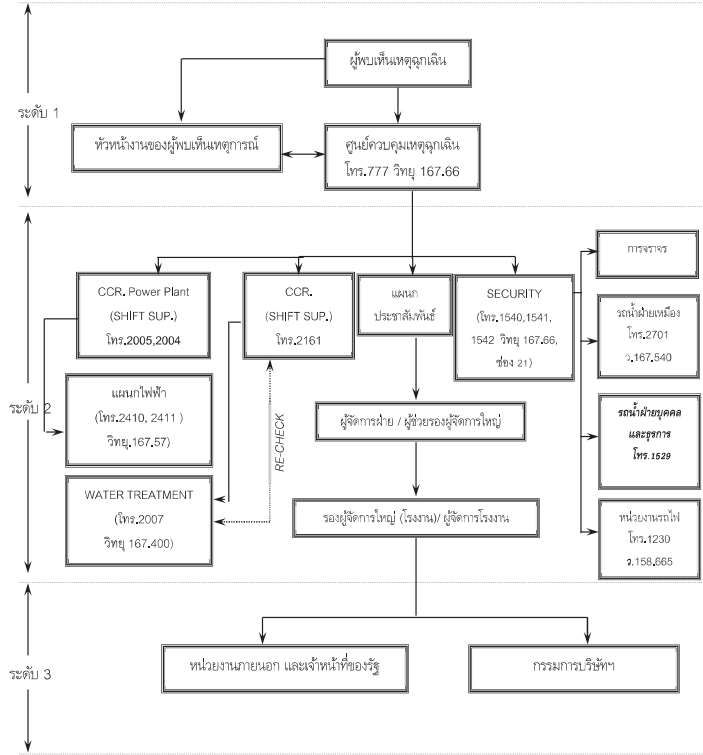 ผู้พบเห็นเหตุฉุกเฉิน
ระดับ 1
หัวหน้างานของผู้พบเห็นเหตุการณ์
ศูนย์ควบคุมเหตุฉุกเฉิน
โทร.777 วิทยุ 167.66
CCR. Power Plant
(SHIFT SUP.)
โทร.2005,2004
CCR.
(SHIFT SUP.)
โทร.2161
แผนก
ประชาสัมพันธ์
SECURITY
(โทร.1540,1541,
1542 วิทยุ 167.66,
ช่อง 21)
การจราจร
รถน้ำฝ่ายเหมือง
โทร.2701
ว.167.540
ระดับ 2
แผนกไฟฟ้า
(โทร.2410, 2411 )
วิทยุ.167.57)
RE-CHECK
ผู้จัดการฝ่าย / ผู้ช่วยรองผู้จัดการใหญ่
รถน้ำฝ่ายบุคคล
และธุรการ
โทร.1529
WATER TREATMENT
(โทร.2007
วิทยุ 167.400)
รองผู้จัดการใหญ่ (โรงงาน)/ ผู้จัดการโรงงาน
หน่วยงานรถไฟ
โทร.1230
ว.158.665
ระดับ 3
หน่วยงานภายนอก และเจ้าหน้าที่ของรัฐ
กรรมการบริษัทฯ